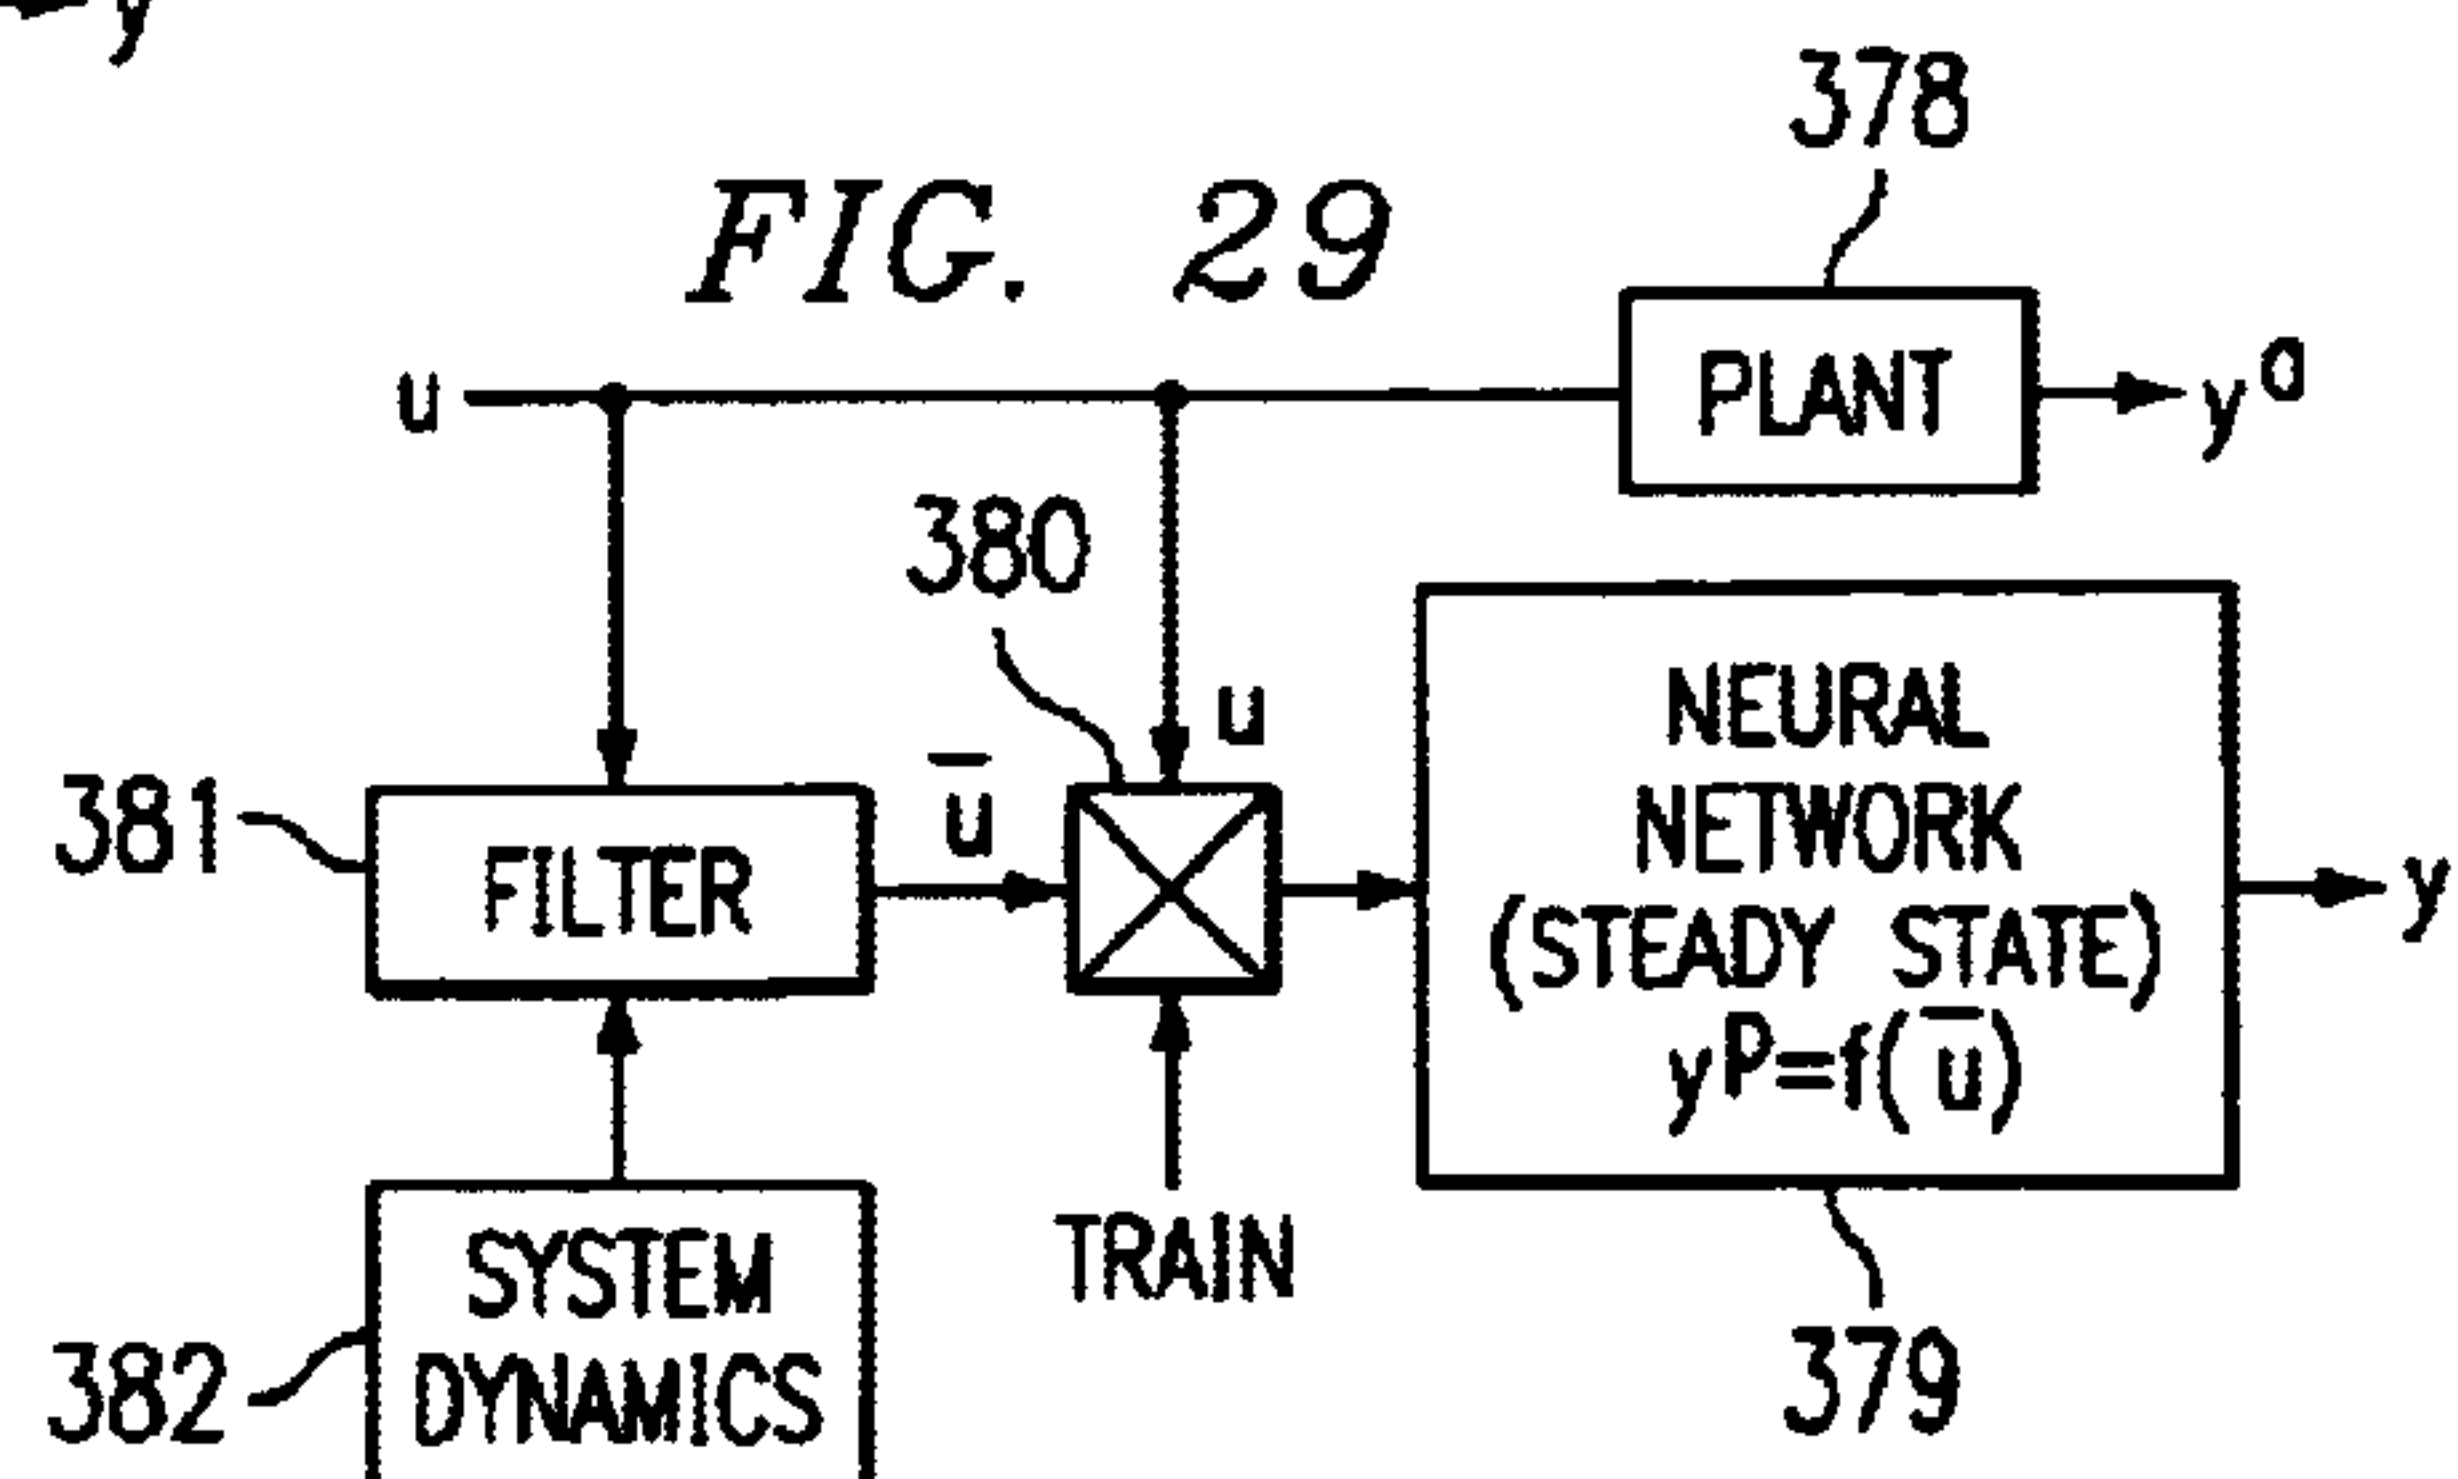 y
378
FIG. 29
u
PLANT
y⁰
380
u
NEURAL
NETWORK
(STEADY STATE)
yᴾ=f(u̅)
y
381
FILTER
u̅
TRAIN
SYSTEM
DYNAMICS
382
379